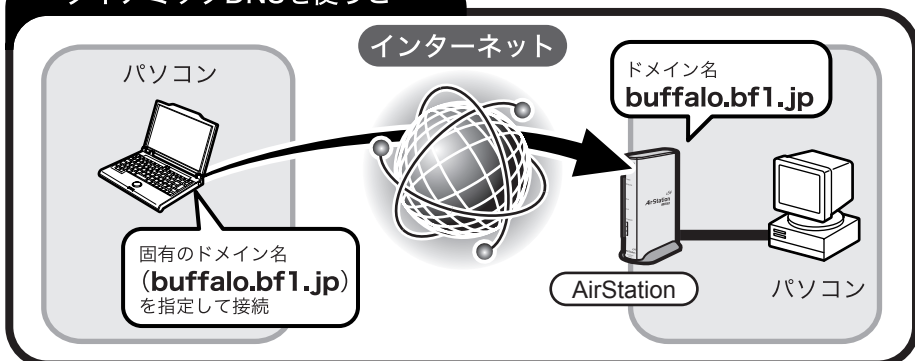 ダイナミックDNSを使うと
インターネット
パソコン
ドメイン名
buffalo.bf1.jp
固有のドメイン名
(buffalo.bf1.jp)
を指定して接続
AirStation
AirStation
パソコン